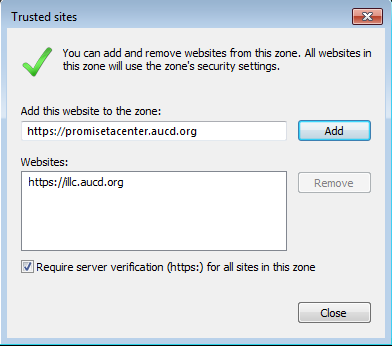 Trusted sites
You can add and remove websites from this zone. All websites in
this zone will use the zone's security settings.
Add this website to the zone:
https://promisetacenter.aucd.org
Add
Websites:
https://illc.aucd.org
Remove
Require server verification (https:) for all sites in this zone
Close